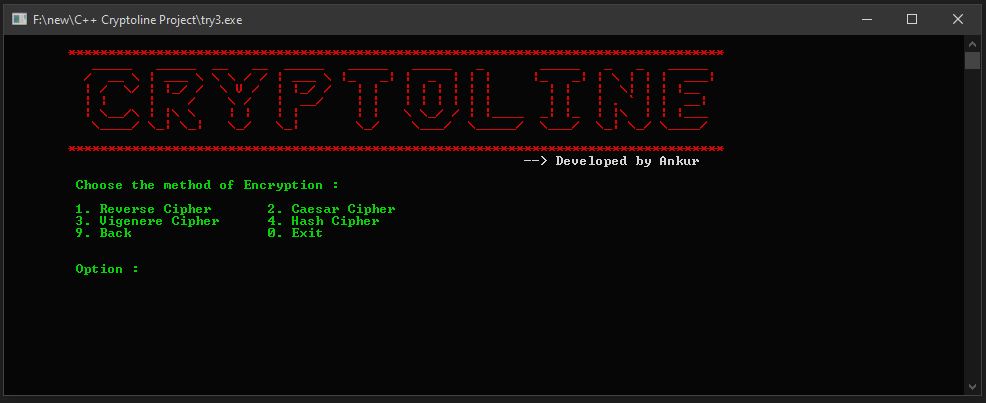 F:\new\C++ Cryptoline Project\try3.exe
CRYPTOLINE
--> Developed by Ankur
Choose the method of Encryption :
1. Reverse Cipher 2. Caesar Cipher
3. Vigenere Cipher 4. Hash Cipher
9. Back 0. Exit
Option :